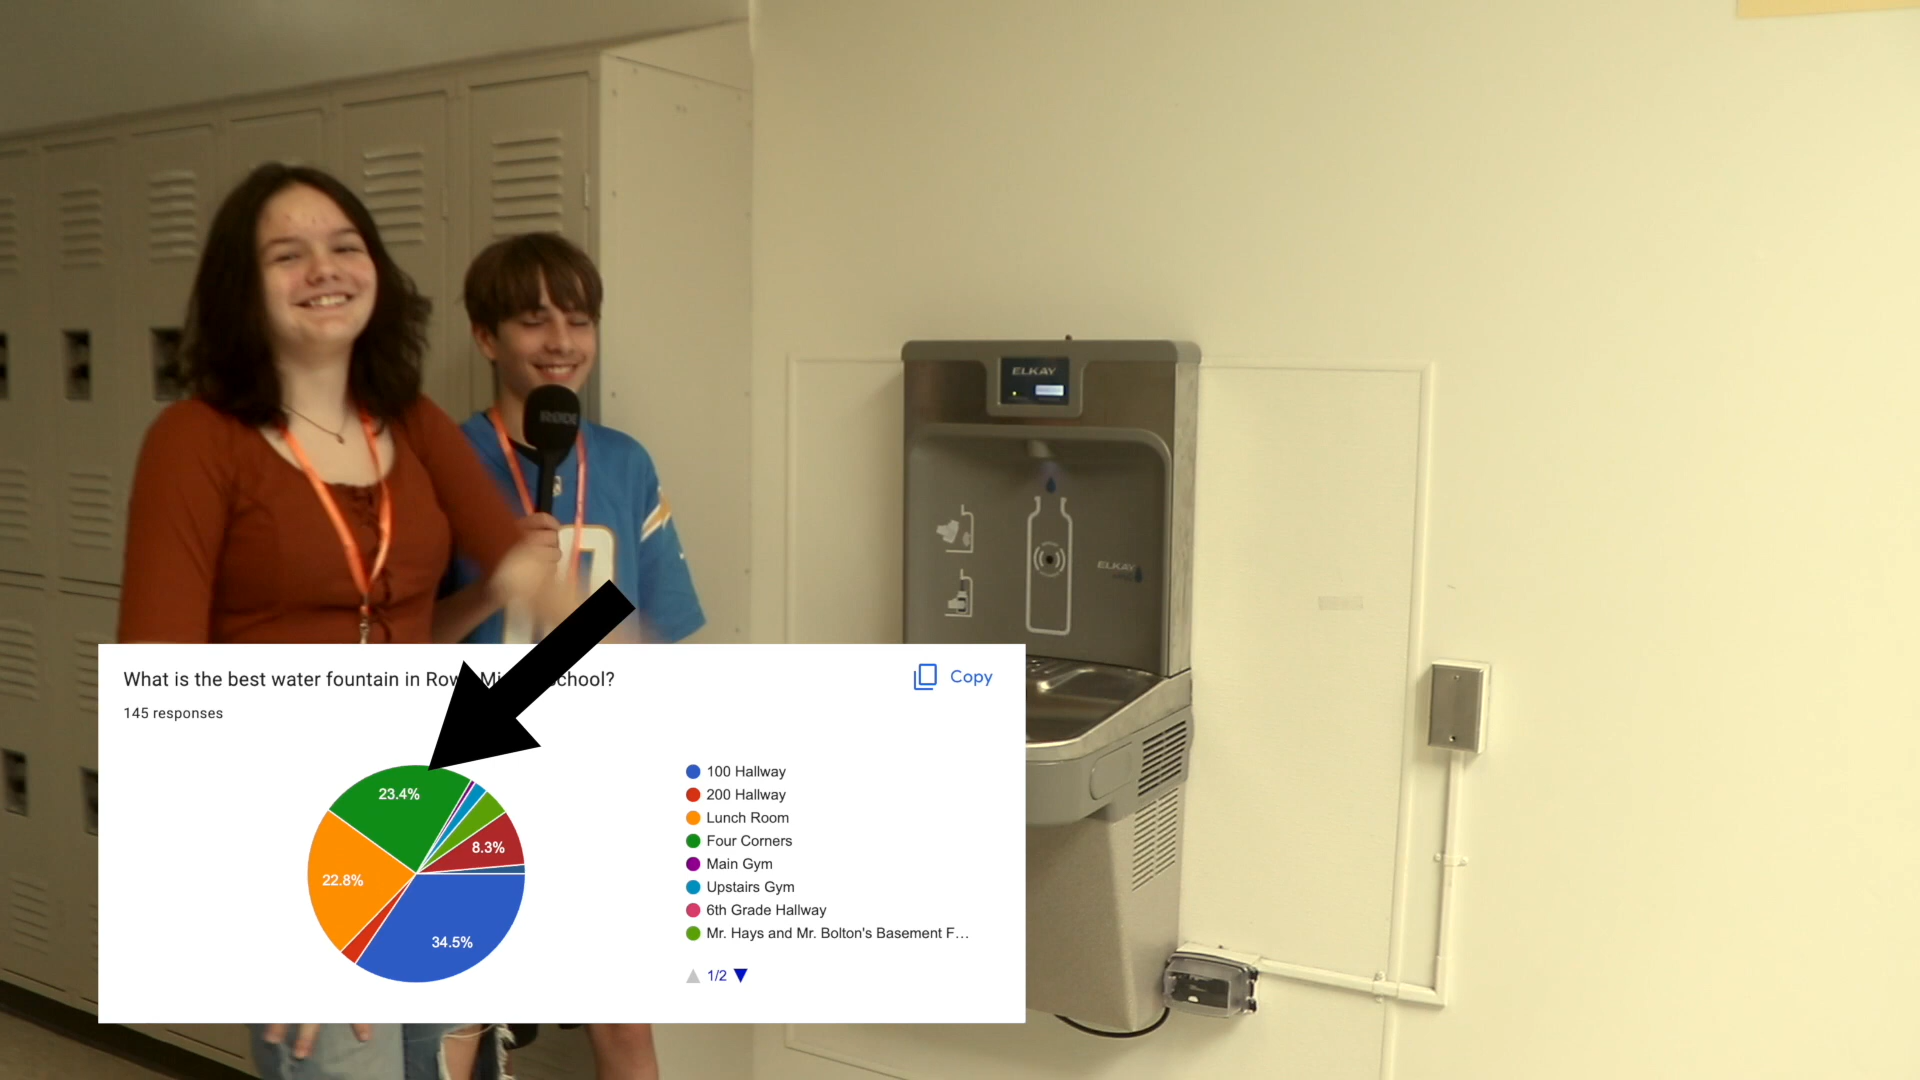 ELKAY
RØDE
ELKAY
What is the best water fountain in
145 responses
Copy
23.4%
8.3%
22.8%
34.5%
100 Hallway
200 Hallway
Lunch Room
Four Corners
Main Gym
Upstairs Gym
6th Grade Hallway
Mr. Hays and Mr. Bolton's Basement F...
1/2